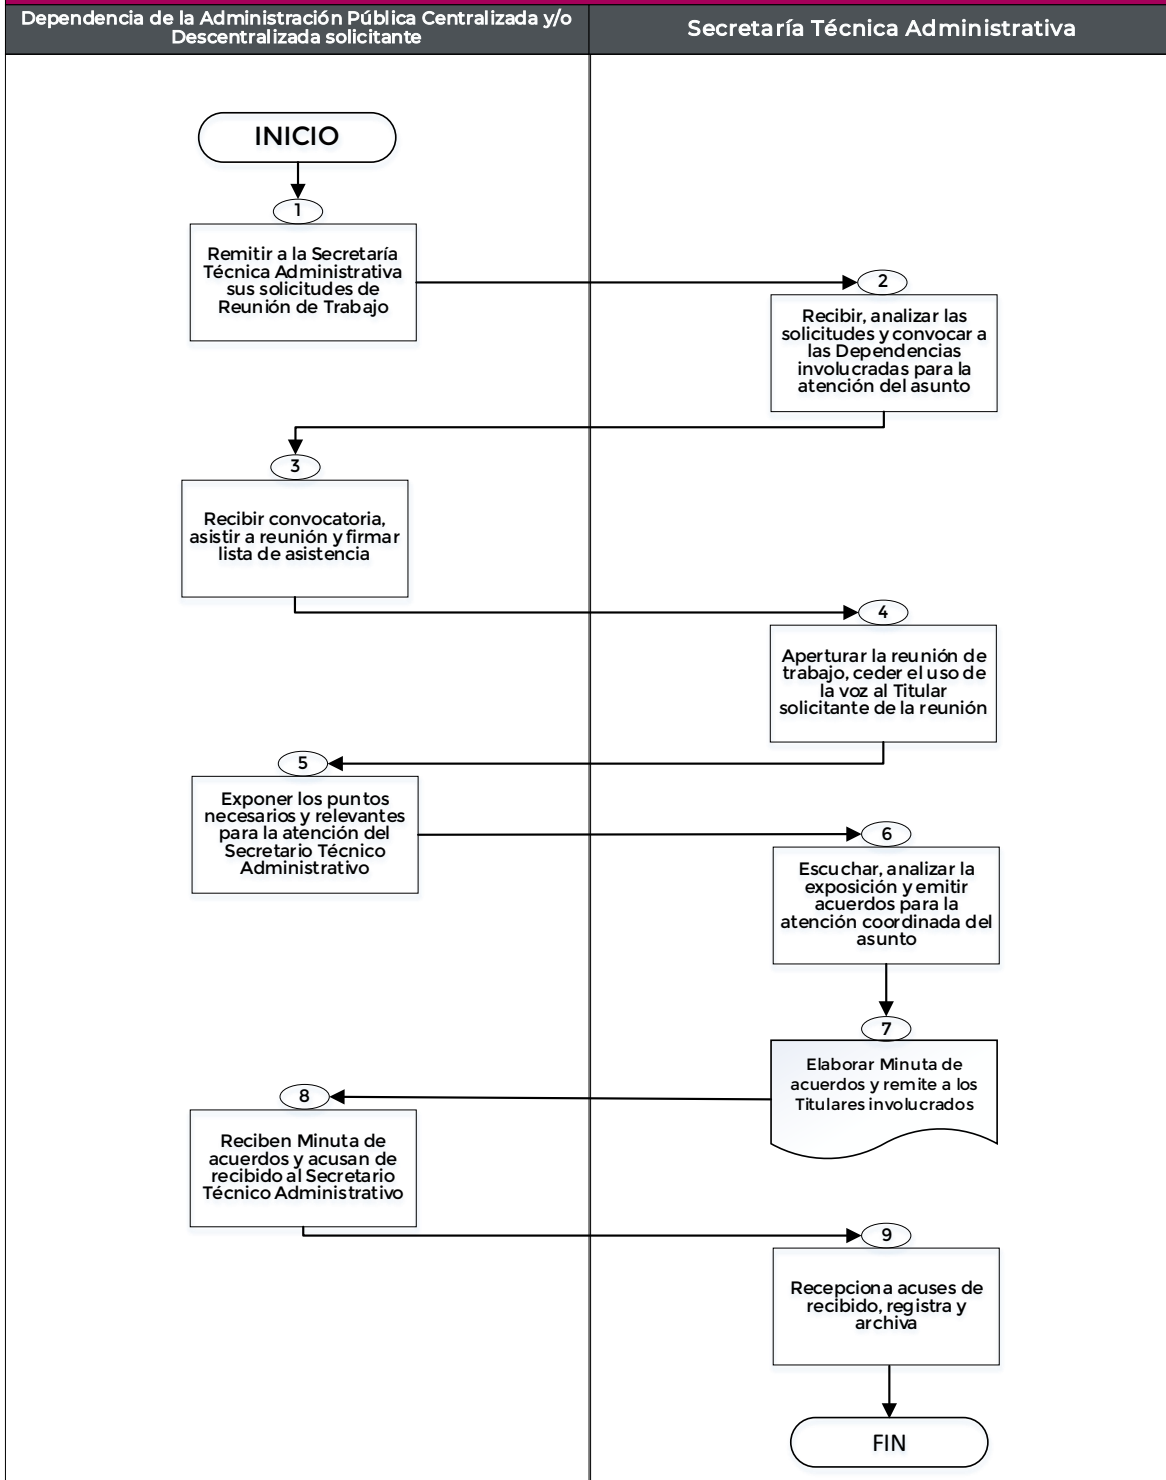 Dependencia de la Administración Pública Centralizada y/o
Descentralizada solicitante
Secretaría Técnica Administrativa
INICIO
1
Remitir a la Secretaría
Técnica Administrativa
sus solicitudes de
Reunión de Trabajo
2
Recibir, analizar las
solicitudes y convocar a
las Dependencias
involucradas para la
atención del asunto
3
Recibir convocatoria,
asistir a reunión y firmar
lista de asistencia
4
Aperturar la reunión de
trabajo, ceder el uso de
la voz al Titular
solicitante de la reunión
5
Exponer los puntos
necesarios y relevantes
para la atención del
Secretario Técnico
Administrativo
6
Escuchar, analizar la
exposición y emitir
acuerdos para la
atención coordinada del
asunto
7
Elaborar Minuta de
acuerdos y remite a los
Titulares involucrados
8
Reciben Minuta de
acuerdos y acusan de
recibido al Secretario
Técnico Administrativo
9
Recepciona acuses de
recibido, registra y
archiva
FIN